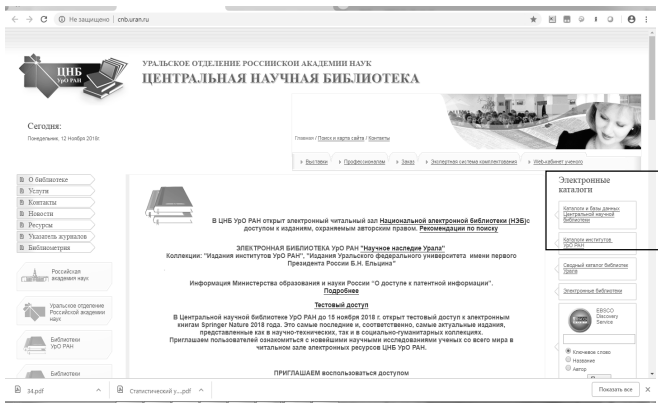 Не защищено | cnb.uran.ru
ЦНБ
УрО РАН
УРАЛЬСКОЕ ОТДЕЛЕНИЕ РОССИЙСКОЙ АКАДЕМИИ НАУК
ЦЕНТРАЛЬНАЯ НАУЧНАЯ БИБЛИОТЕКА
Сегодня:
Понедельник, 12 Ноября 2018г.
Главная / Поиск и карта сайта / Контакты
Выставки
Профессионалам
Заказ
Экспертная система комплектования
Web-кабинет ученого
О библиотеке
Услуги
Контакты
Новости
Ресурсы
Указатель журналов
Библиометрия
Российская
академия наук
Уральское отделение
Российской академии
наук
Библиотеки
УрО РАН
Библиотеки
В ЦНБ УрО РАН открыт электронный читальный зал Национальной электронной библиотеки (НЭБ)с
доступом к изданиям, охраняемым авторским правом. Рекомендации по поиску
ЭЛЕКТРОННАЯ БИБЛИОТЕКА УрО РАН "Научное наследие Урала"
Коллекции: "Издания институтов УрО РАН", "Издания Уральского федерального университета имени первого
Президента России Б.Н. Ельцина"
Информация Министерства образования и науки России "О доступе к патентной информации".
Подробнее
Тестовый доступ
В Центральной научной библиотеке УрО РАН до 15 ноября 2018 г. открыт тестовый доступ к электронным
книгам Springer Nature 2018 года. Это самые последние и, соответственно, самые актуальные издания,
представленные как в научно-технических, так и в социально-гуманитарных коллекциях.
Приглашаем пользователей ознакомиться с новейшими научными исследованиями ученых со всего мира в
читальном зале электронных ресурсов ЦНБ УрО РАН.
ПРИГЛАШАЕМ воспользоваться доступом
Электронные
каталоги
Каталоги и базы данных
Центральной научной
библиотеки
Каталоги институтов
УрО РАН
Сводный каталог библиотек
Урала
Электронные библиотеки
EBSCO
Discovery
Service
Ключевое слово
Название
Автор
34.pdf
Статистический у....pdf
Показать все